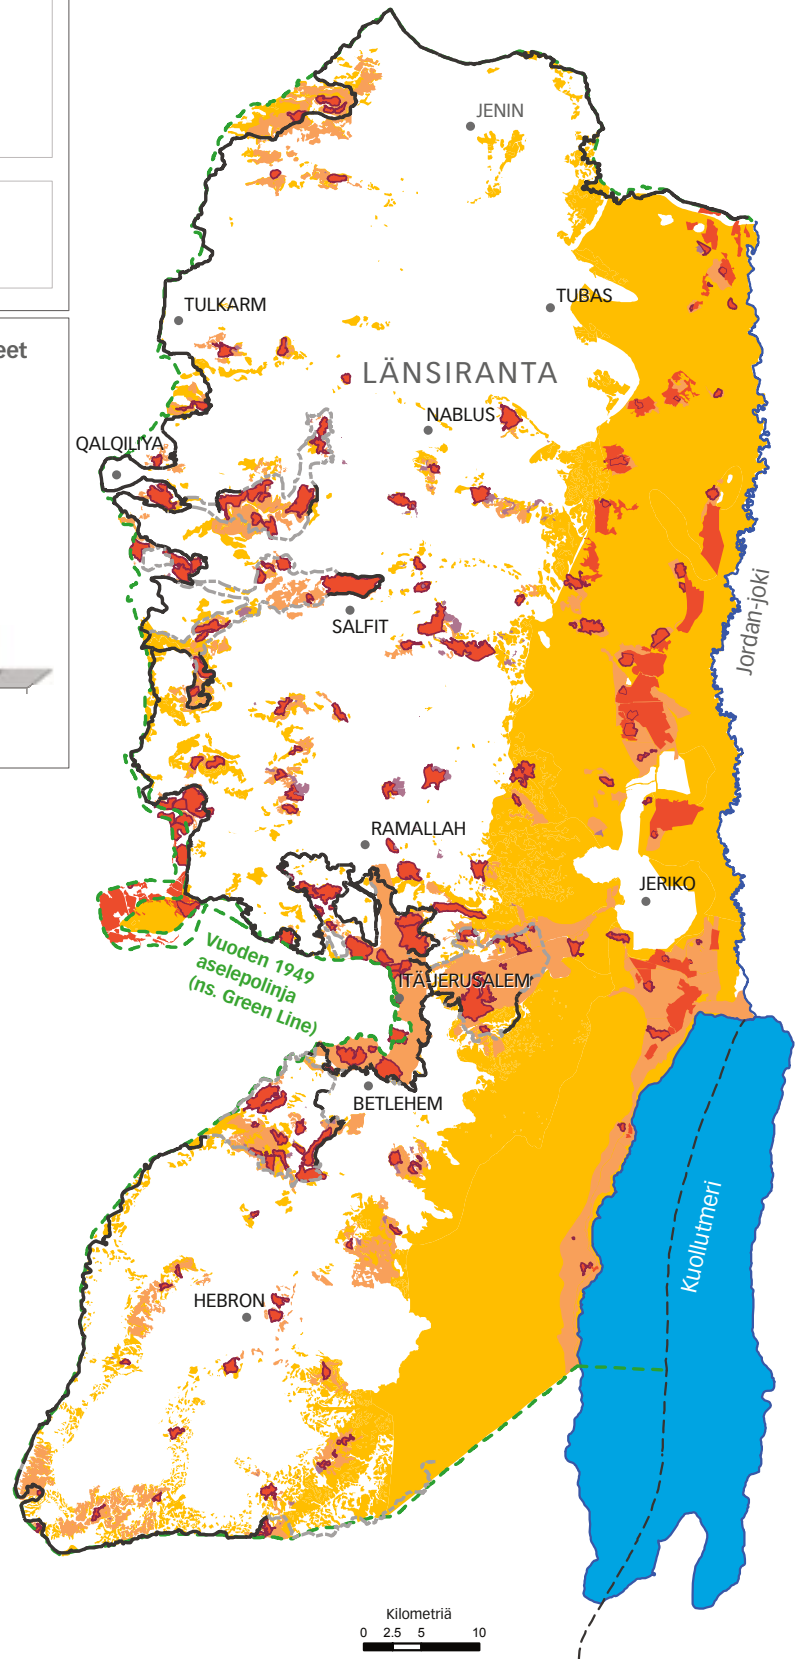 eet
JENIN
TULKARM
TUBAS
LÄNSIRANTA
NABLUS
QALQILIYA
SALFIT
Jordan-joki
RAMALLAH
JERIKO
Vuoden 1949
aselepolinja
(ns. Green Line)
ITÄ-JERUSALEM
BETLEHEM
Kuollutmeri
HEBRON
Kilometriä
0 2.5 5 10